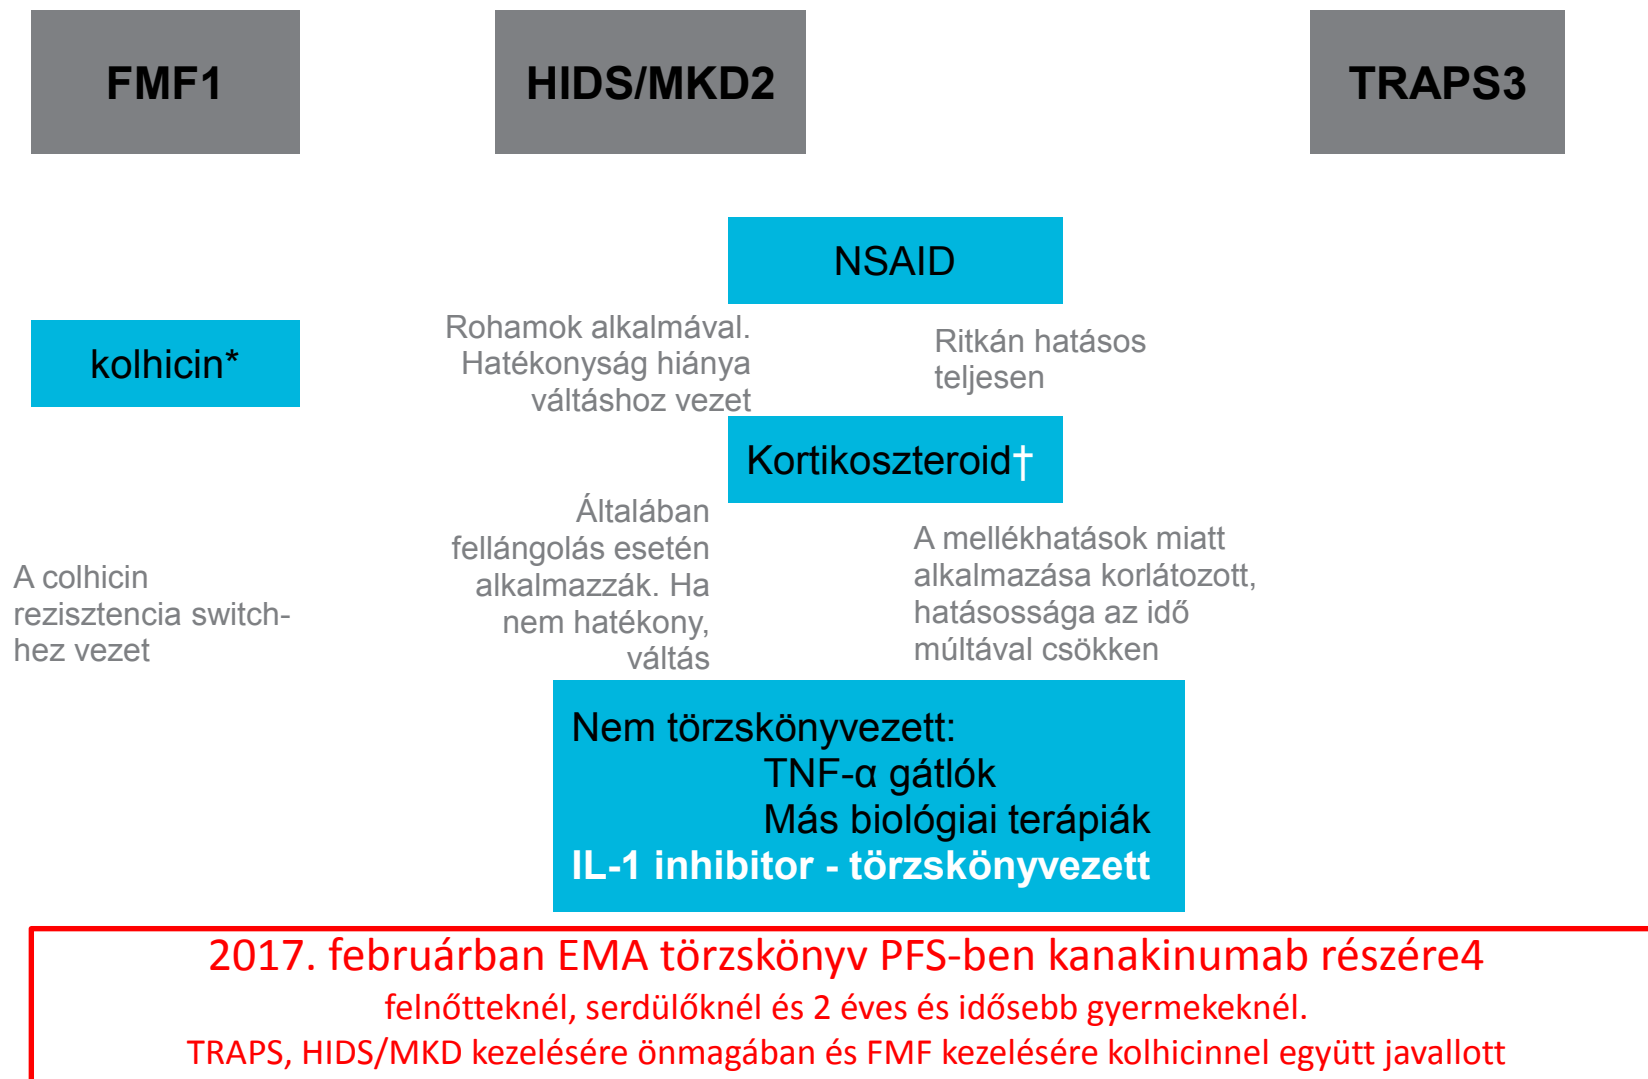 FMF1
HIDS/MKD2
TRAPS3
NSAID
kolhicin*
Rohamok alkalmával.
Hatékonyság hiánya
váltáshoz vezet
Ritkán hatásos
teljesen
Kortikoszteroid†
Általában
fellángolás esetén
alkalmazzák. Ha
nem hatékony,
váltás
A mellékhatások miatt
alkalmazása korlátozott,
hatásossága az idő
múltával csökken
A colhicin
rezisztencia switch-
hez vezet
Nem törzskönyvezett:
TNF-α gátlók
Más biológiai terápiák
IL-1 inhibitor - törzskönyvezett
2017. februárban EMA törzskönyv PFS-ben kanakinumab részére4
felnőtteknél, serdülőknél és 2 éves és idősebb gyermekeknél.
TRAPS, HIDS/MKD kezelésére önmagában és FMF kezelésére kolhicinnel együtt javallott